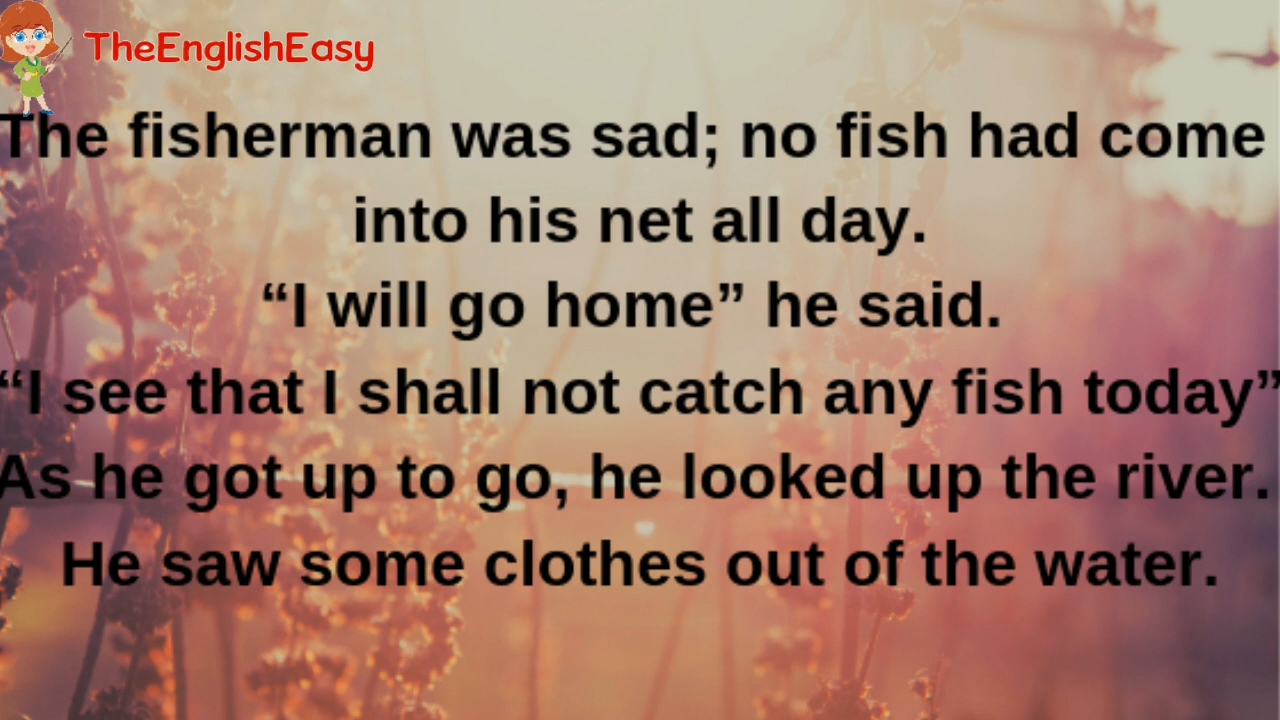 TheEnglishEasy
The fisherman was sad; no fish had come
into his net all day.
“I will go home” he said.
“I see that I shall not catch any fish today”
As he got up to go, he looked up the river.
He saw some clothes out of the water.